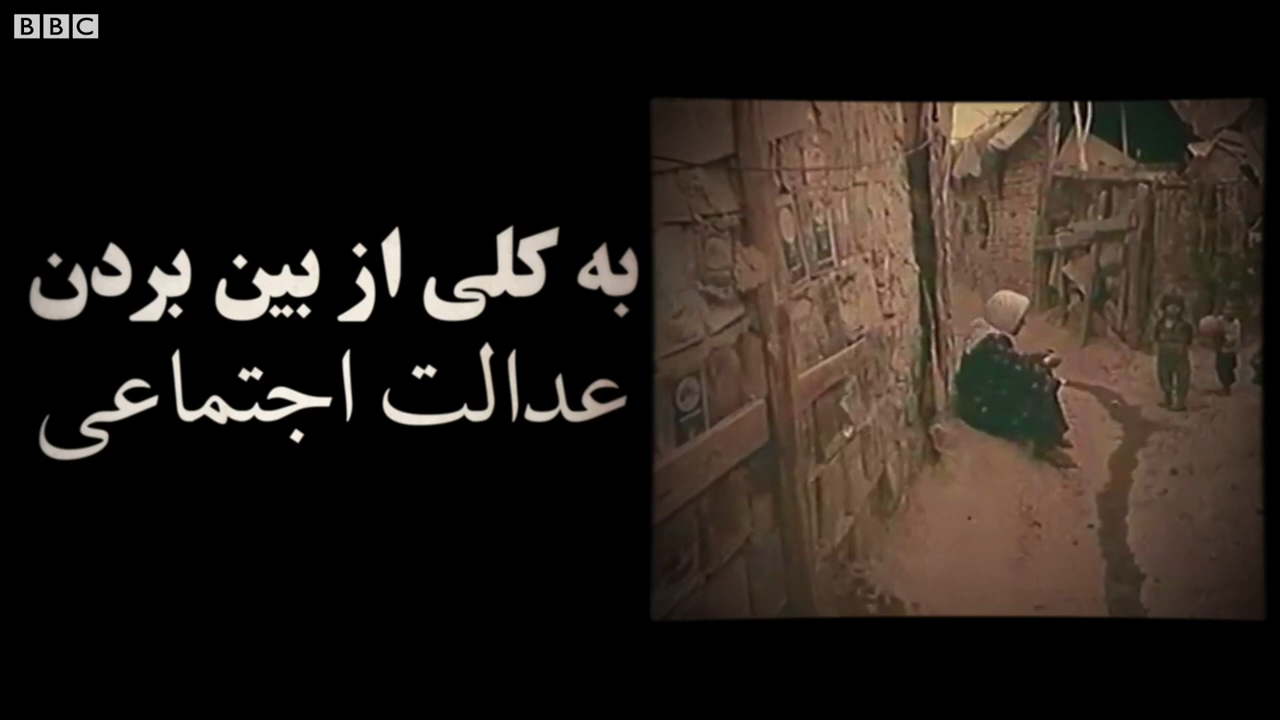 BBC
به کلی از بین بردن
عدالت اجتماعی